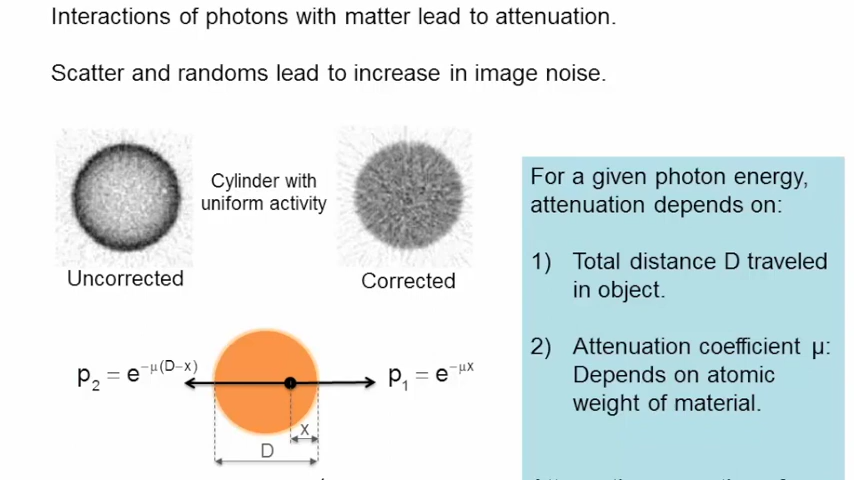 Interactions of photons with matter lead to attenuation.
Scatter and randoms lead to increase in image noise.
Cylinder with
uniform activity
Uncorrected
Corrected
p₂ = e^−μ(D−x)
p₁ = e^−μx
x
D
For a given photon energy,
attenuation depends on:
1) Total distance D traveled
in object.
2) Attenuation coefficient μ:
Depends on atomic
weight of material.